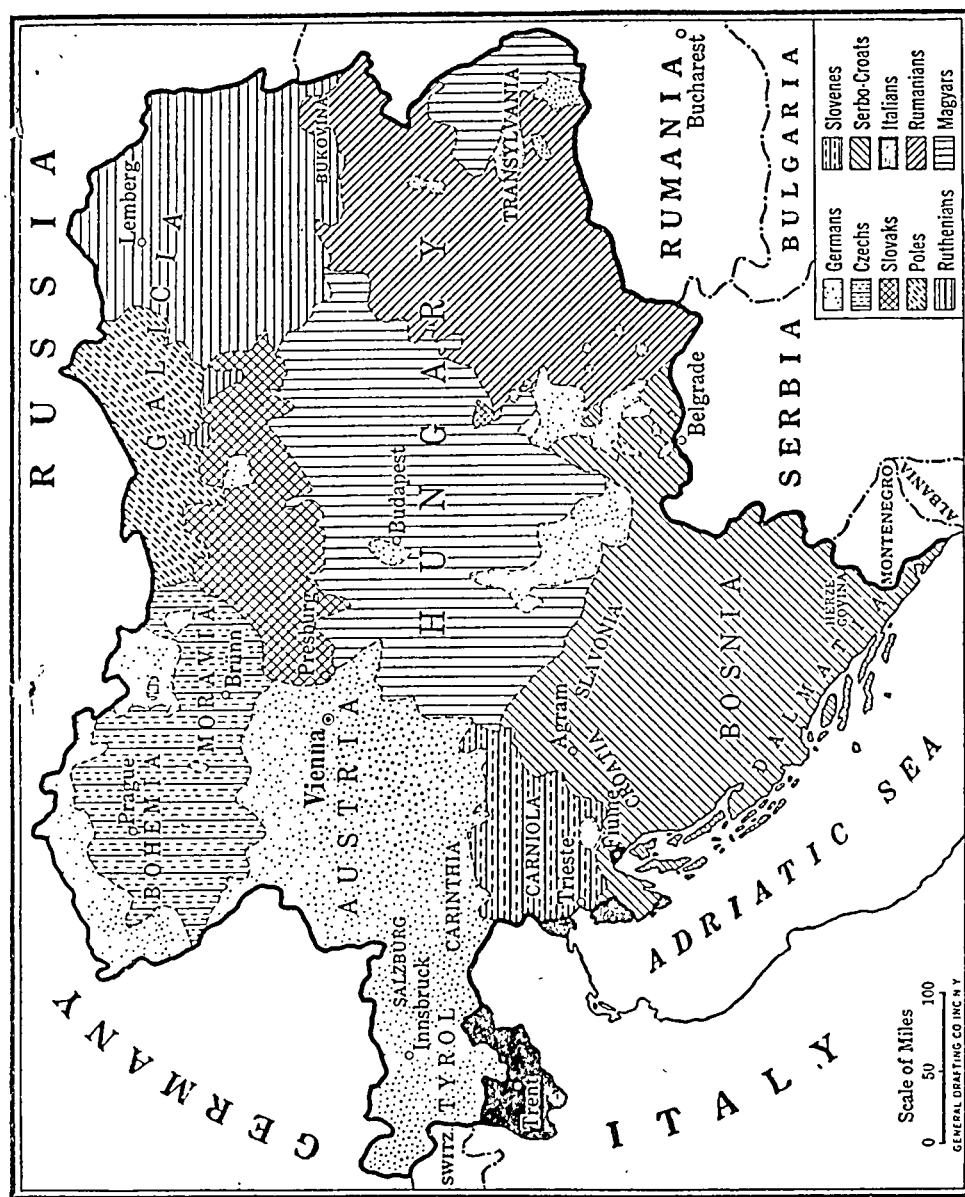 RUSSIA
GERMANY
Prague
BOHEMIA
MORAVIA
Brunn
GALICIA
Lemberg
BUKOVINA
Vienna
AUSTRIA
Presburg
Budapest
HUNGARY
TRANSYLVANIA
SALZBURG
Innsbruck
SWITZ.
TYROL
CARINTHIA
Trent
CARNIOLA
Trieste
Fiume
Agram
CROATIA
SLAVONIA
BOSNIA
HERZE-
GOVINA
DALMATIA
MONTENEGRO
ALBANIA
SERBIA
Belgrade
RUMANIA
Bucharest
BULGARIA
ITALY
ADRIATIC SEA
Scale of Miles
0 50 100
GENERAL DRAFTING CO INC N Y
Germans
Czechs
Slovaks
Poles
Ruthenians
Slovenes
Serbo-Croats
Italians
Rumanians
Magyars